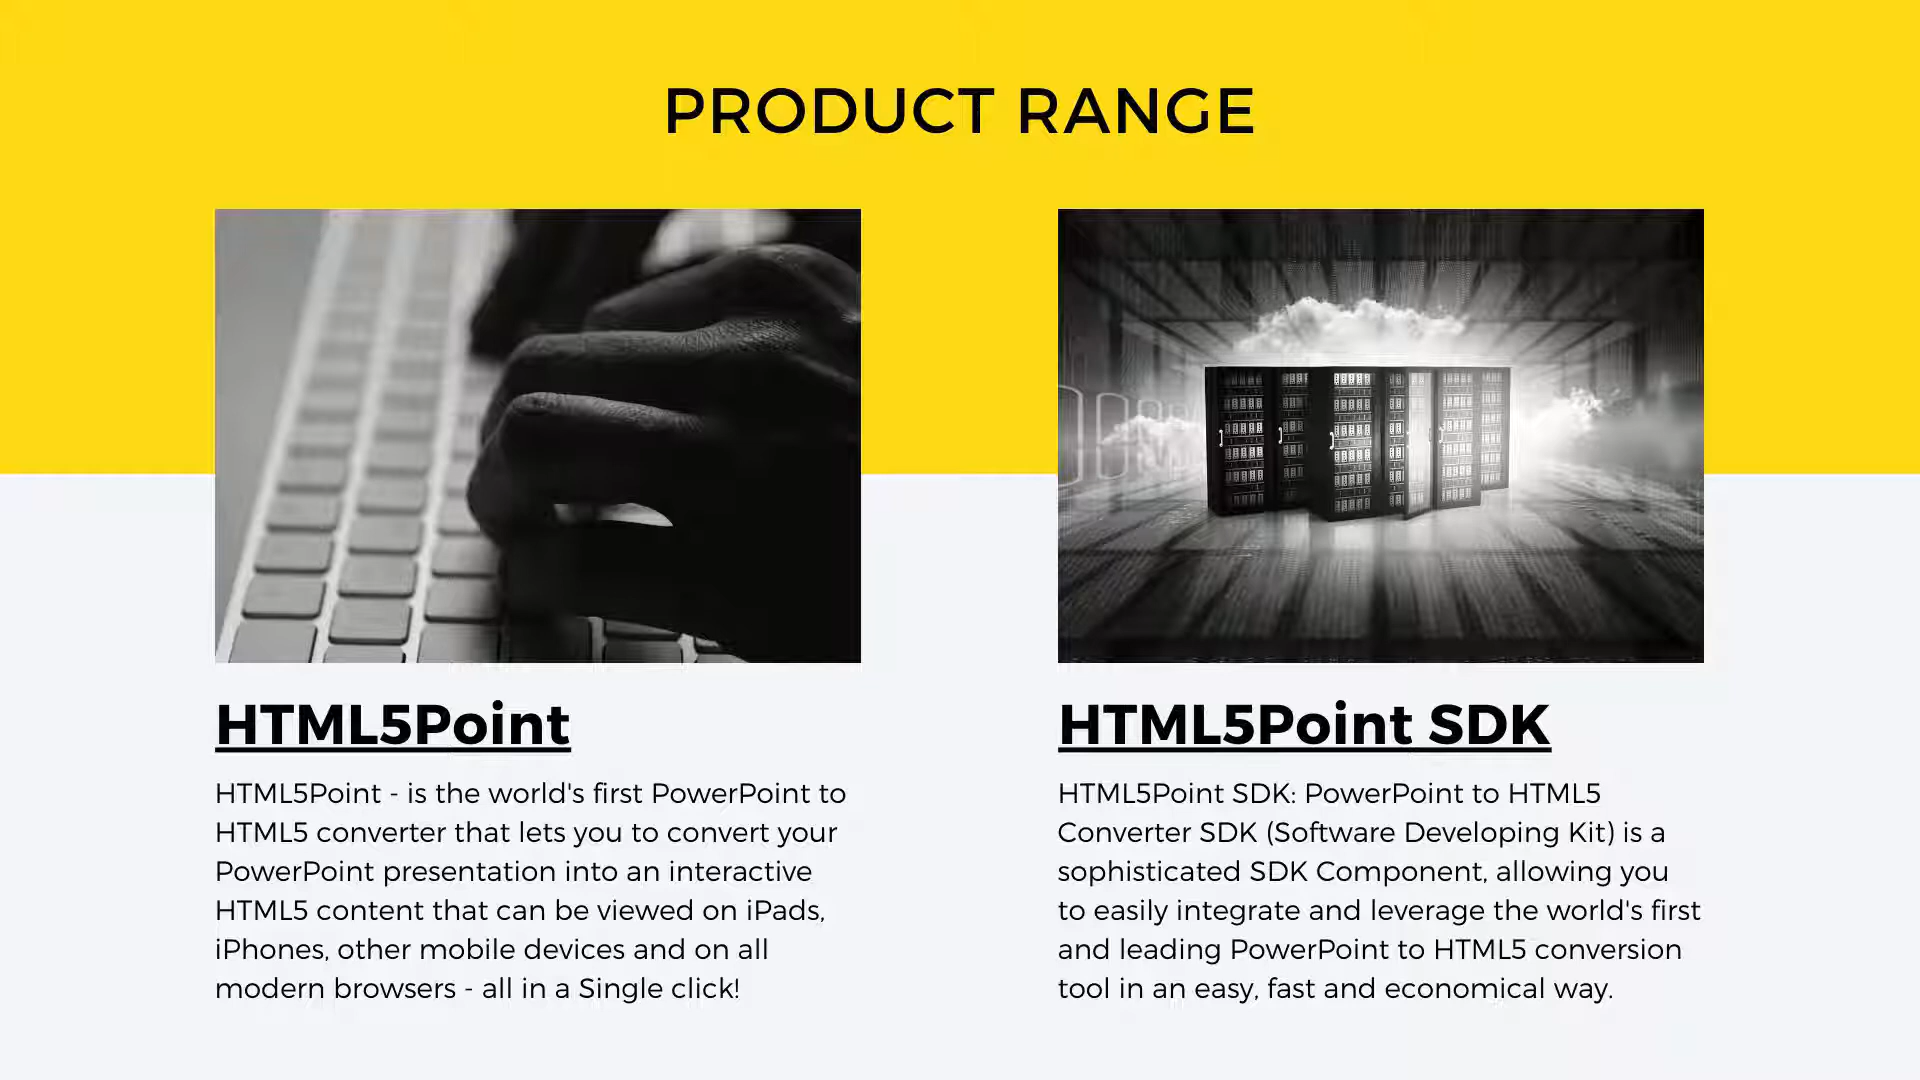 PRODUCT RANGE
HTML5Point
HTML5Point - is the world's first PowerPoint to
HTML5 converter that lets you to convert your
PowerPoint presentation into an interactive
HTML5 content that can be viewed on iPads,
iPhones, other mobile devices and on all
modern browsers - all in a Single click!
HTML5Point SDK
HTML5Point SDK: PowerPoint to HTML5
Converter SDK (Software Developing Kit) is a
sophisticated SDK Component, allowing you
to easily integrate and leverage the world's first
and leading PowerPoint to HTML5 conversion
tool in an easy, fast and economical way.